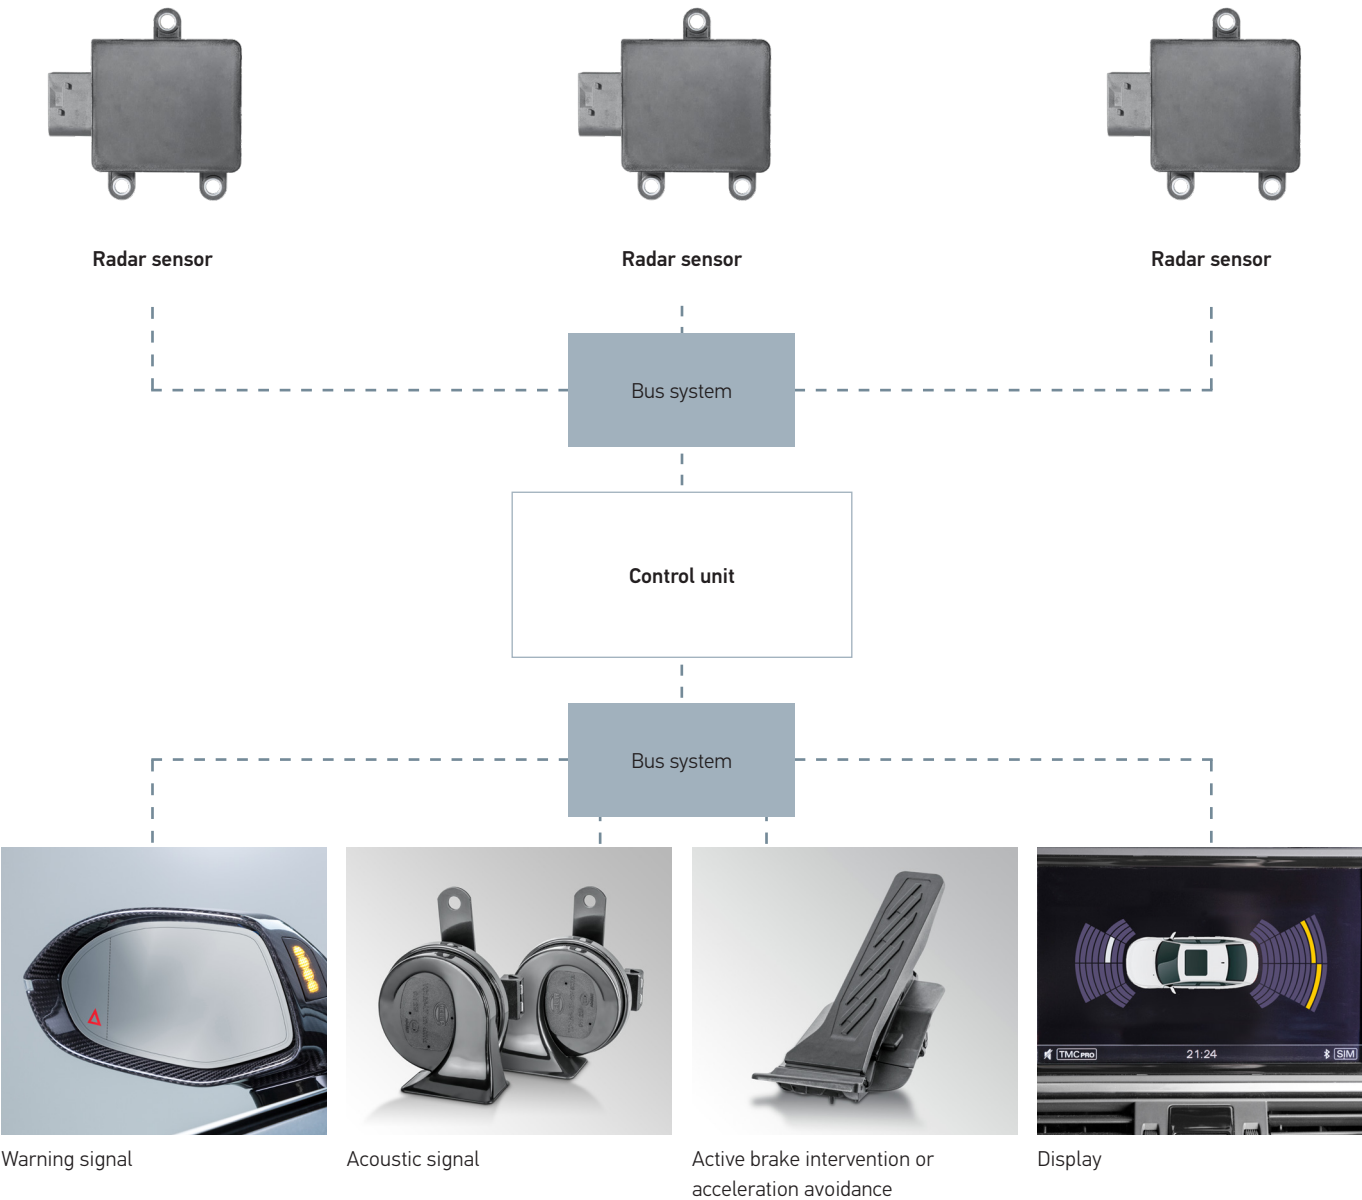 Radar sensor
Radar sensor
Radar sensor
Bus system
Control unit
Bus system
TMC PRO
21:24
SIM
Warning signal
Acoustic signal
Active brake intervention or
acceleration avoidance
Display